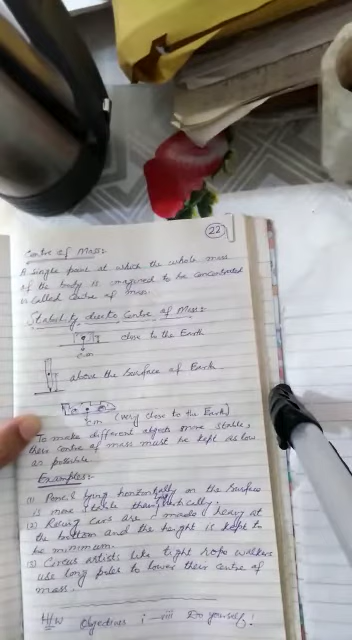 22
Centre of Mass:
A single point at which the whole mass
of the body is imagined to be concentrated
is called centre of mass.
Stability due to Centre of Mass:
close to the Earth
c.m
above the Surface of Earth
cm (very close to the Earth)
To make different objects more stable,
their centre of mass must be kept as low
as possible.
Examples:
(1) lying horizontally on the surface
is more stable than vertically.
(2) Racing cars are made heavy at
the bottom and the height is kept to
be minimum.
(3) Circus artists like tight rope walkers
use long poles to lower their centre of
mass.
H/W Objectives i – iii Do yourself!